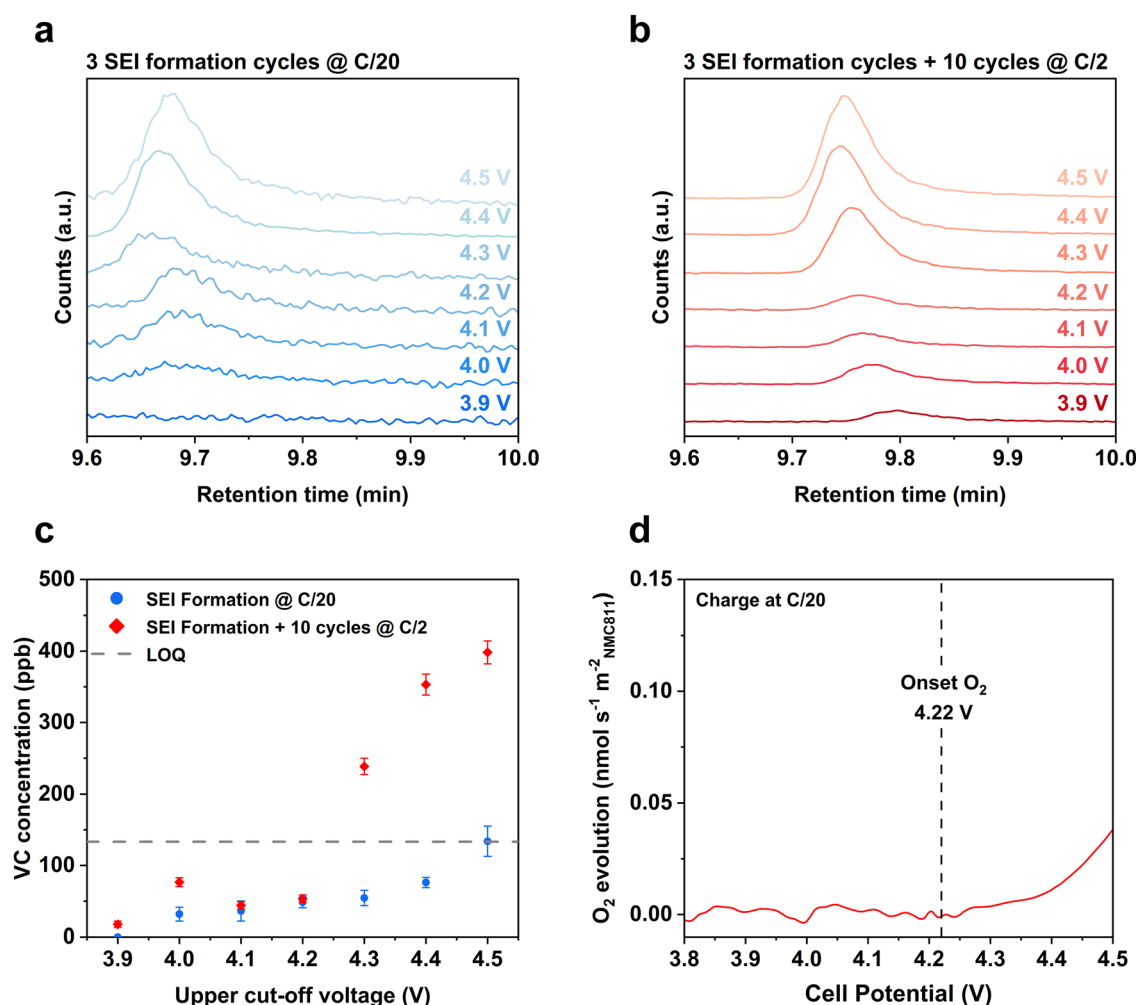 a
3 SEI formation cycles @ C/20
4.5 V
4.4 V
4.3 V
4.2 V
4.1 V
4.0 V
3.9 V
Counts (a.u.)
9.6 9.7 9.8 9.9 10.0
Retention time (min)
b
3 SEI formation cycles + 10 cycles @ C/2
4.5 V
4.4 V
4.3 V
4.2 V
4.1 V
4.0 V
3.9 V
Counts (a.u.)
9.6 9.7 9.8 9.9 10.0
Retention time (min)
c
SEI Formation @ C/20
SEI Formation + 10 cycles @ C/2
LOQ
VC concentration (ppb)
500
400
300
200
100
0
3.9 4.0 4.1 4.2 4.3 4.4 4.5
Upper cut-off voltage (V)
d
Charge at C/20
Onset O₂
4.22 V
O₂ evolution (nmol s⁻¹ m⁻² NMC811)
0.15
0.10
0.05
0.00
3.8 3.9 4.0 4.1 4.2 4.3 4.4 4.5
Cell Potential (V)